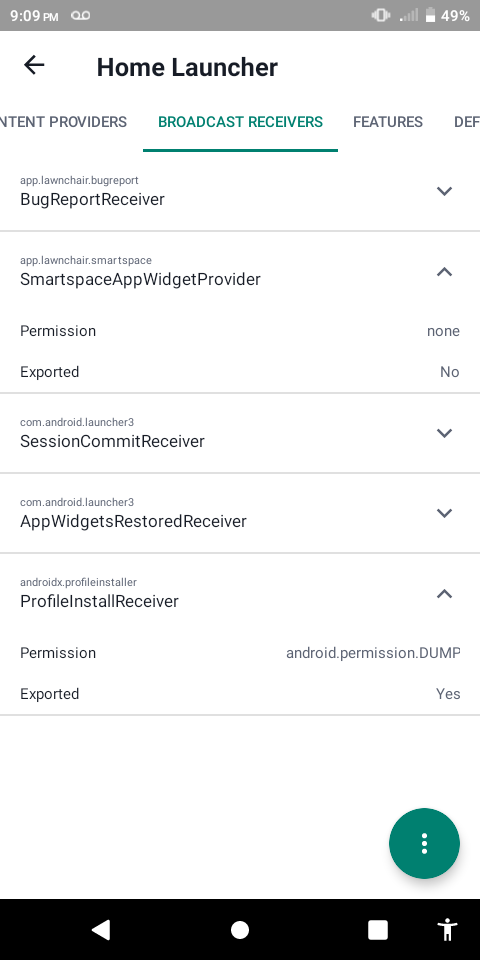 9:09 PM 49%
Home Launcher
NTENT PROVIDERS BROADCAST RECEIVERS FEATURES DEF
app.lawnchair.bugreport
BugReportReceiver
app.lawnchair.smartspace
SmartspaceAppWidgetProvider
Permission none
Exported No
com.android.launcher3
SessionCommitReceiver
com.android.launcher3
AppWidgetsRestoredReceiver
androidx.profileinstaller
ProfileInstallReceiver
Permission android.permission.DUMP
Exported Yes